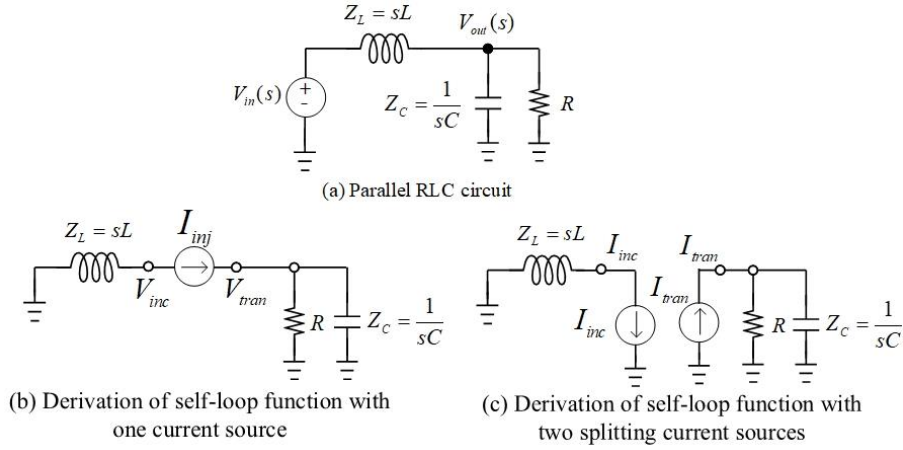 Z_L = sL
V_out(s)
V_in(s)
+
-
Z_C = 1/sC
R
(a) Parallel RLC circuit
Z_L = sL
I_inj
V_inc
V_tran
R
Z_C = 1/sC
(b) Derivation of self-loop function with
one current source
Z_L = sL
I_inc
I_tran
I_inc
I_tran
R
Z_C = 1/sC
(c) Derivation of self-loop function with
two splitting current sources